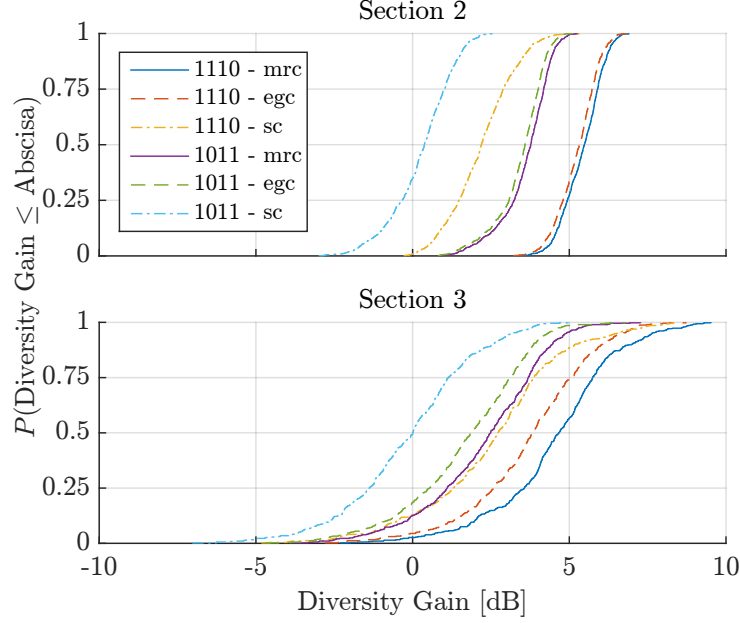 Section 2
1
0.75
0.5
0.25
0
1110 - mrc
1110 - egc
1110 - sc
1011 - mrc
1011 - egc
1011 - sc
P(Diversity Gain ≤ Abscisa)
Section 3
1
0.75
0.5
0.25
0
-10 -5 0 5 10
Diversity Gain [dB]